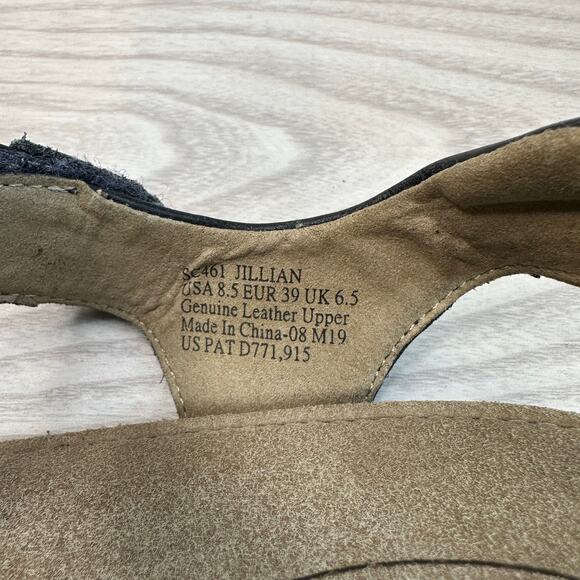 SC461 JILLIAN
USA 8.5 EUR 39 UK 6.5
Genuine Leather Upper
Made In China-08 M19
US PAT D771,915